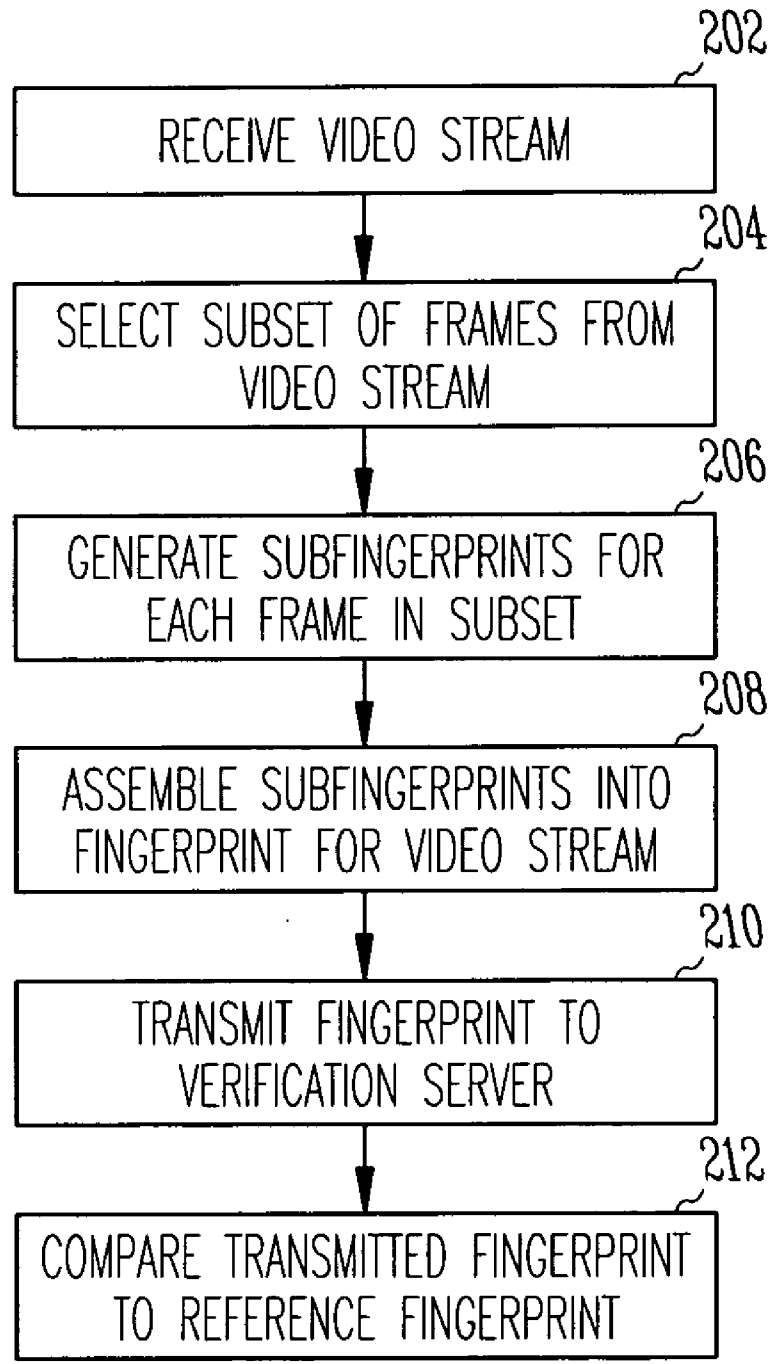 202
RECEIVE VIDEO STREAM
204
SELECT SUBSET OF FRAMES FROM
VIDEO STREAM
206
GENERATE SUBFINGERPRINTS FOR
EACH FRAME IN SUBSET
208
ASSEMBLE SUBFINGERPRINTS INTO
FINGERPRINT FOR VIDEO STREAM
210
TRANSMIT FINGERPRINT TO
VERIFICATION SERVER
212
COMPARE TRANSMITTED FINGERPRINT
TO REFERENCE FINGERPRINT